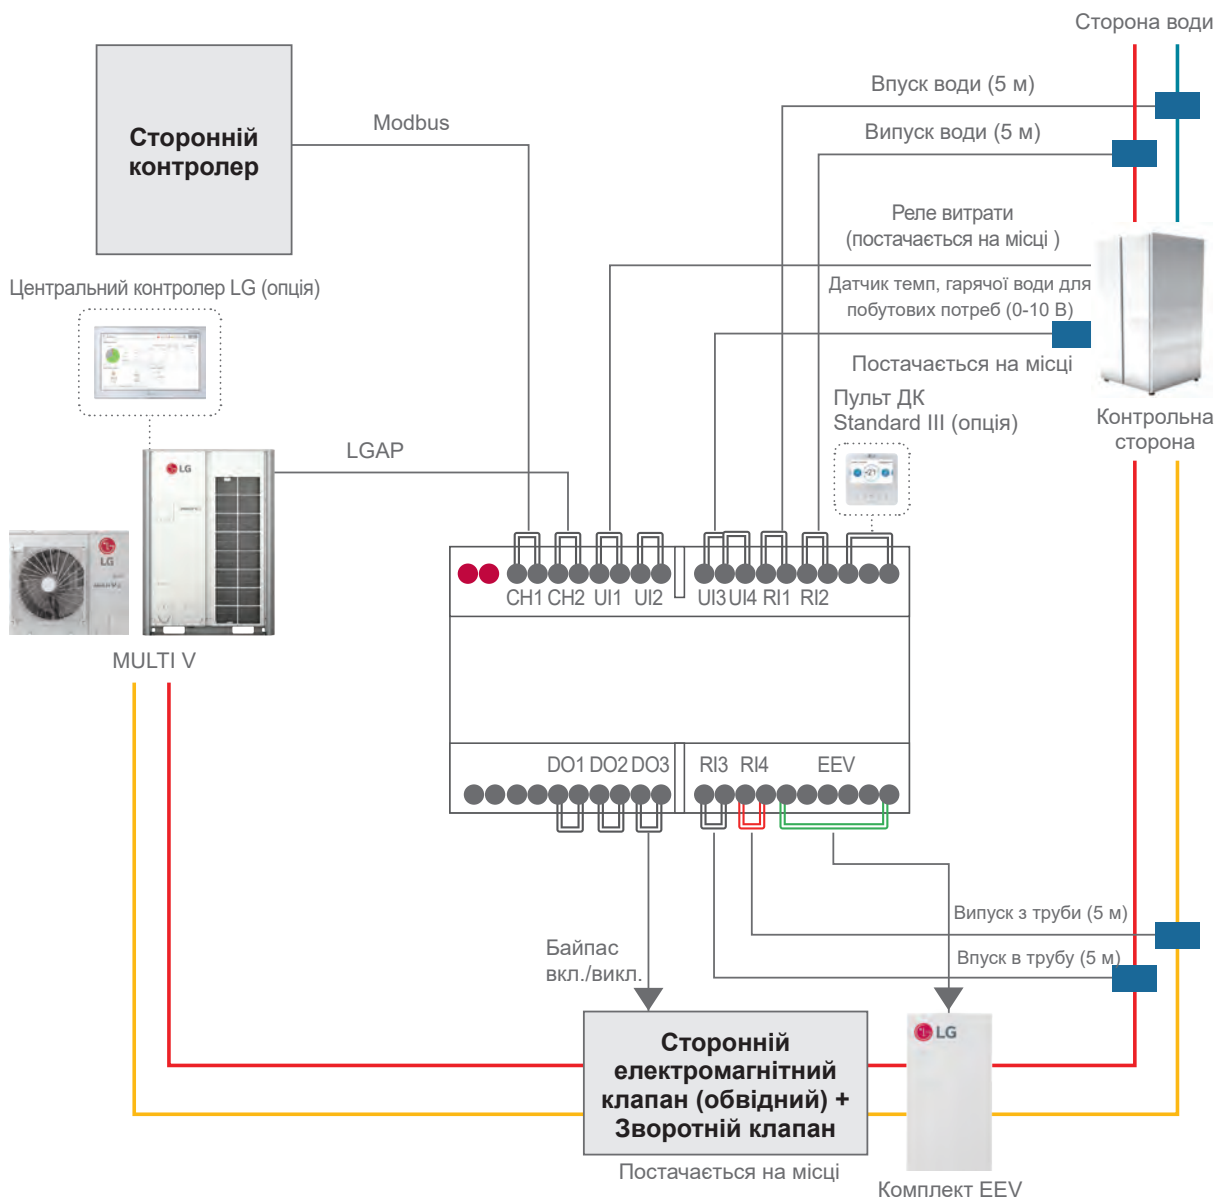 Сторона води
Впуск води (5 м)
Modbus
Випуск води (5 м)
Сторонній
контролер
Реле витрати
(постачається на місці )
Центральний контролер LG (опція)
Датчик темп, гарячої води для
побутових потреб (0-10 В)
Постачається на місці
Пульт ДК
Standard III (опція)
Контрольна
сторона
LGAP
LG
LG
CH1 CH2 UI1 UI2 UI3 UI4 RI1 RI2
MULTI V
DO1 DO2 DO3 RI3 RI4 EEV
Випуск з труби (5 м)
Байпас
вкл./викл.
Впуск в трубу (5 м)
Сторонній
електромагнітний
клапан (обвідний) +
Зворотній клапан
LG
Постачається на місці
Комплект EEV